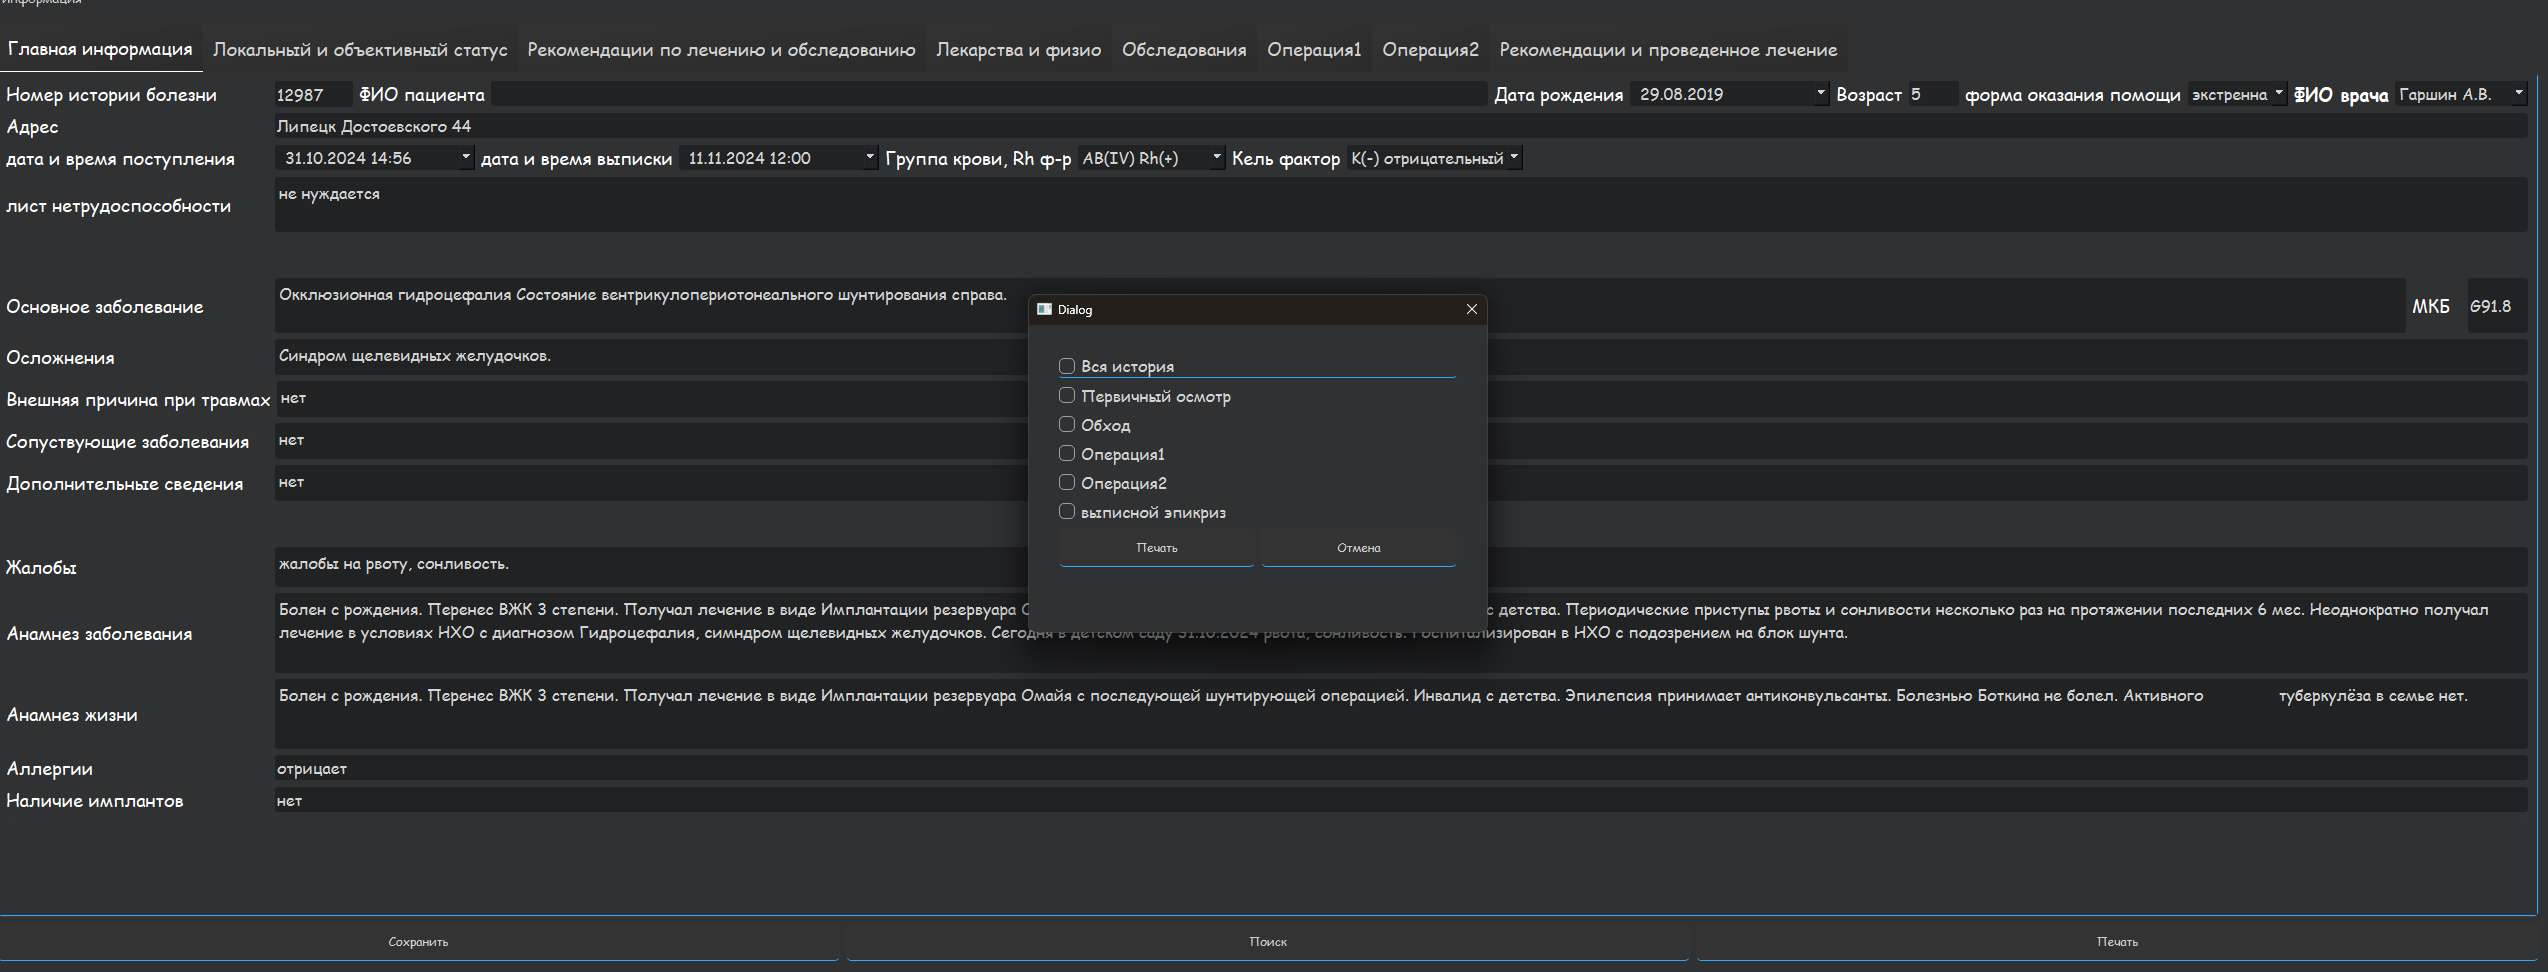 Информация
Главная информация Локальный и объективный статус Рекомендации по лечению и обследованию Лекарства и физио Обследования Операция1 Операция2 Рекомендации и проведенное лечение
Номер истории болезни 12987 ФИО пациента Дата рождения 29.08.2019 Возраст 5 форма оказания помощи экстренна ФИО врача Гаршин А.В.
Адрес Липецк Достоевского 44
дата и время поступления 31.10.2024 14:56 дата и время выписки 11.11.2024 12:00 Группа крови, Rh ф-р AB(IV) Rh(+) Кель фактор К(-) отрицательный
лист нетрудоспособности не нуждается
Основное заболевание Окклюзионная гидроцефалия Состояние вентрикулопериотонеального шунтирования справа. МКБ G91.8
Осложнения Синдром щелевидных желудочков.
Внешняя причина при травмах нет
Сопуствующие заболевания нет
Дополнительные сведения нет
Dialog
Вся история
Первичный осмотр
Обход
Операция1
Операция2
выписной эпикриз
Печать Отмена
Жалобы жалобы на рвоту, сонливость.
Анамнез заболевания
Болен с рождения. Перенес ВЖК 3 степени. Получал лечение в виде Имплантации резервуара с детства. Периодические приступы рвоты и сонливости несколько раз на протяжении последних 6 мес. Неоднократно получал
лечение в условиях НХО с диагнозом Гидроцефалия, симндром щелевидных желудочков. Сегодня в детском саду 31.10.2024 рвота, сонливость. Госпитализирован в НХО с подозрением на блок шунта.
Анамнез жизни Болен с рождения. Перенес ВЖК 3 степени. Получал лечение в виде Имплантации резервуара Омайя с последующей шунтирующей операцией. Инвалид с детства. Эпилепсия принимает антиконвульсанты. Болезнью Боткина не болел. Активного туберкулёза в семье нет.
Аллергии отрицает
Наличие имплантов нет
Сохранить Поиск Печать